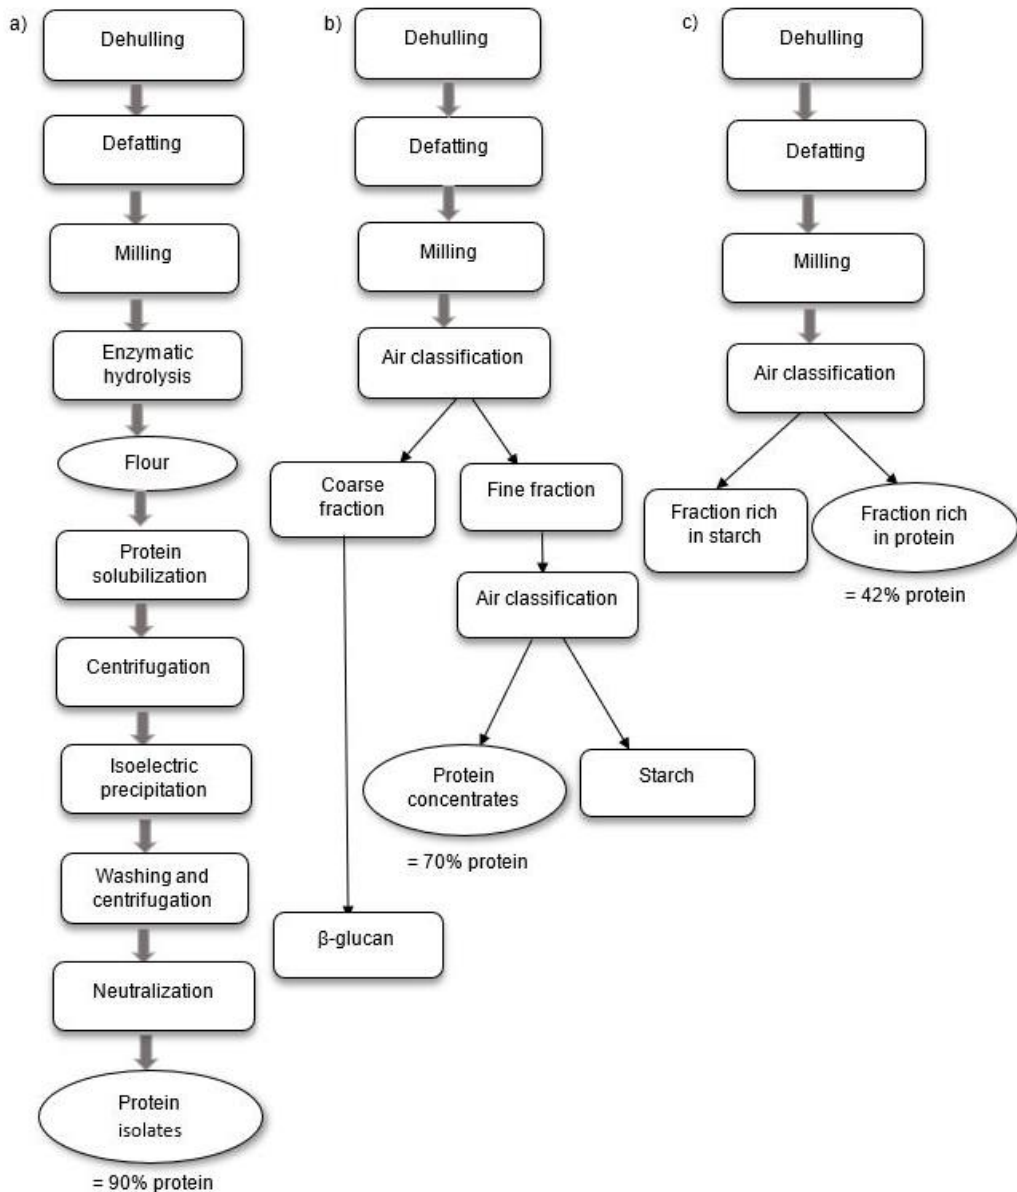 a)
Dehulling
Defatting
Milling
Enzymatic
hydrolysis
Flour
Protein
solubilization
Centrifugation
Isoelectric
precipitation
Washing and
centrifugation
Neutralization
Protein
isolates
= 90% protein
b)
Dehulling
Defatting
Milling
Air classification
Coarse
fraction
Fine fraction
Air classification
Protein
concentrates
= 70% protein
Starch
β-glucan
c)
Dehulling
Defatting
Milling
Air classification
Fraction rich
in starch
Fraction rich
in protein
= 42% protein